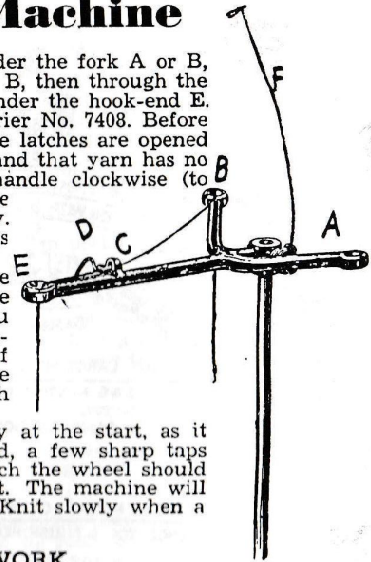 Machine
der the fork A or B,
B, then through the
nder the hook-end E.
rier No. 7408. Before
e latches are opened
and that yarn has no
handle clockwise (to
e
y.
s
e
e
u
-
f
e
n
y at the start, as it
d, a few sharp taps
ch the wheel should
t. The machine will
Knit slowly when a
WORK
F
B
A
D
C
E